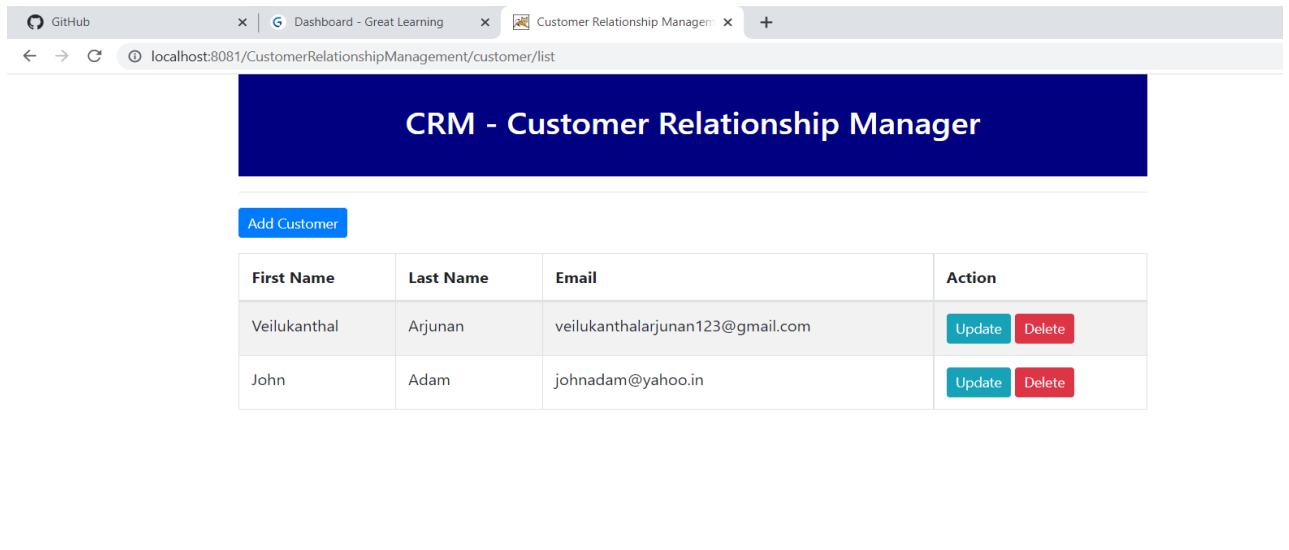 GitHub Dashboard - Great Learning Customer Relationship Managem
localhost:8081/CustomerRelationshipManagement/customer/list
CRM - Customer Relationship Manager
Add Customer
First Name Last Name Email Action
Veilukanthal Arjunan veilukanthalarjunan123@gmail.com Update Delete
John Adam johnadam@yahoo.in Update Delete